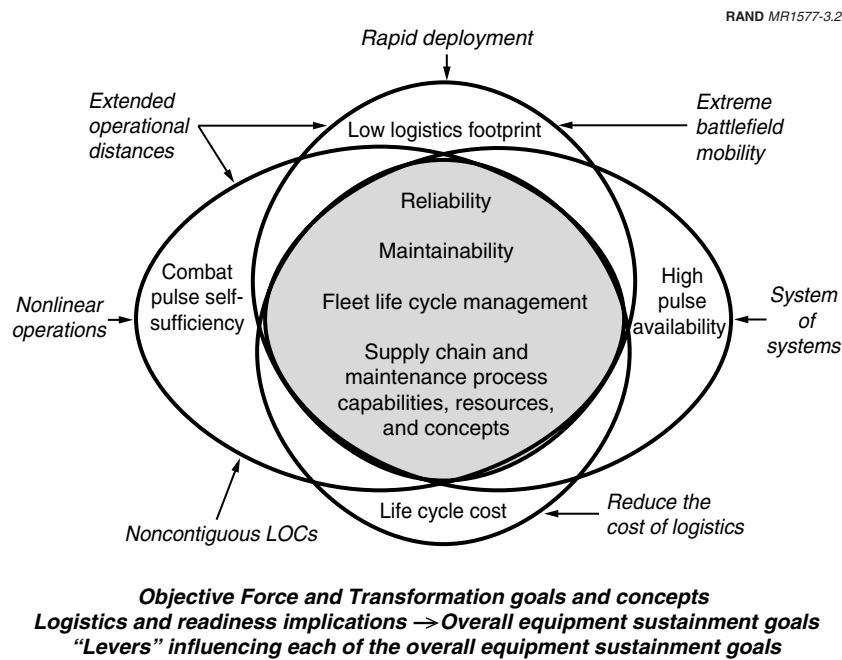 RAND MR1577-3.2
Rapid deployment
Extended
operational
distances
Low logistics footprint
Extreme
battlefield
mobility
Reliability
Maintainability
Fleet life cycle management
Supply chain and
maintenance process
capabilities, resources,
and concepts
Combat
pulse self-
sufficiency
High
pulse
availability
Nonlinear
operations
System
of
systems
Noncontiguous LOCs
Life cycle cost
Reduce the
cost of logistics
Objective Force and Transformation goals and concepts
Logistics and readiness implications → Overall equipment sustainment goals
“Levers” influencing each of the overall equipment sustainment goals